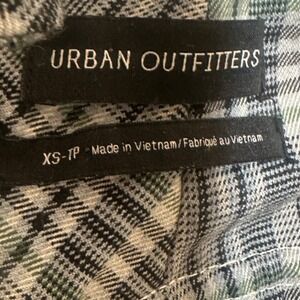 URBAN OUTFITTERS
XS-TP Made in Vietnam/Fabriqué au Vietnam